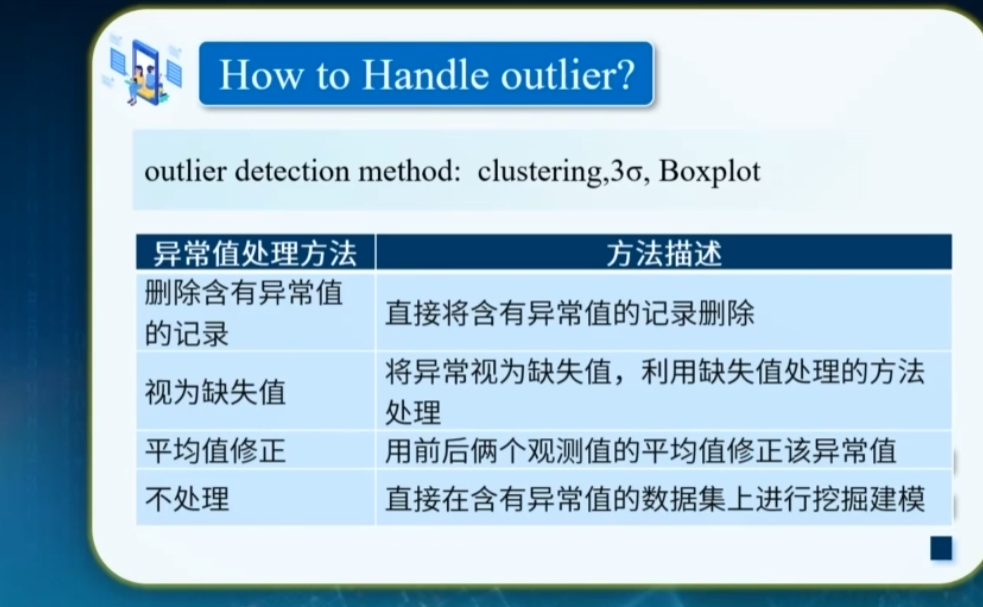 How to Handle outlier?
outlier detection method:  clustering,3σ, Boxplot
异常值处理方法
方法描述
删除含有异常值
的记录
直接将含有异常值的记录删除
视为缺失值
将异常视为缺失值，利用缺失值处理的方法
处理
平均值修正
用前后俩个观测值的平均值修正该异常值
不处理
直接在含有异常值的数据集上进行挖掘建模